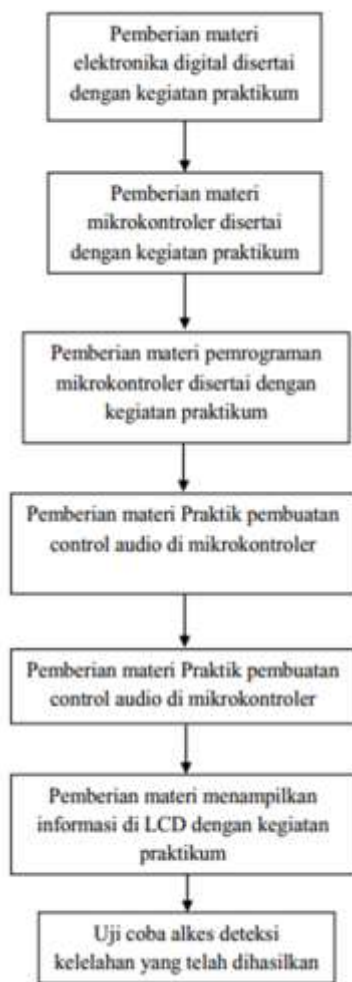 Pemberian materi
elektronika digital disertai
dengan kegiatan praktikum
Pemberian materi
mikrokontroler disertai
dengan kegiatan praktikum
Pemberian materi pemrograman
mikrokontroler disertai dengan
kegiatan praktikum
Pemberian materi Praktik pembuatan
control audio di mikrokontroler
Pemberian materi Praktik pembuatan
control audio di mikrokontroler
Pemberian materi menampilkan
informasi di LCD dengan kegiatan
praktikum
Uji coba alkes deteksi
kelelahan yang telah dihasilkan